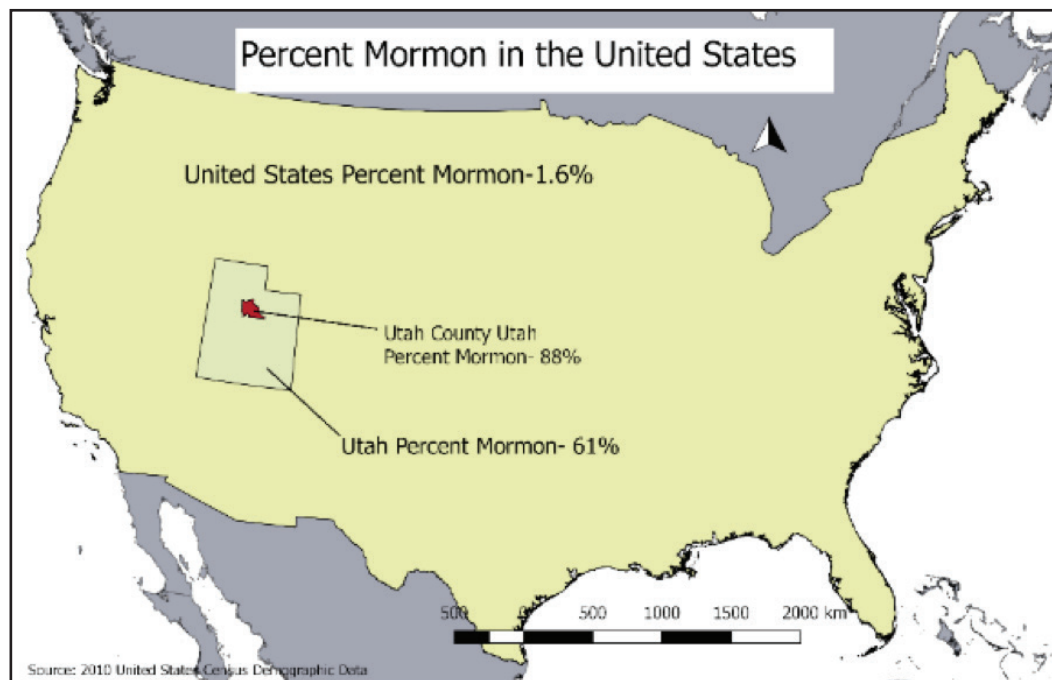 Percent Mormon in the United States
United States Percent Mormon-1.6%
Utah County Utah
Percent Mormon- 88%
Utah Percent Mormon- 61%
500 0 500 1000 1500 2000 km
Source: 2010 United States Census Demographic Data